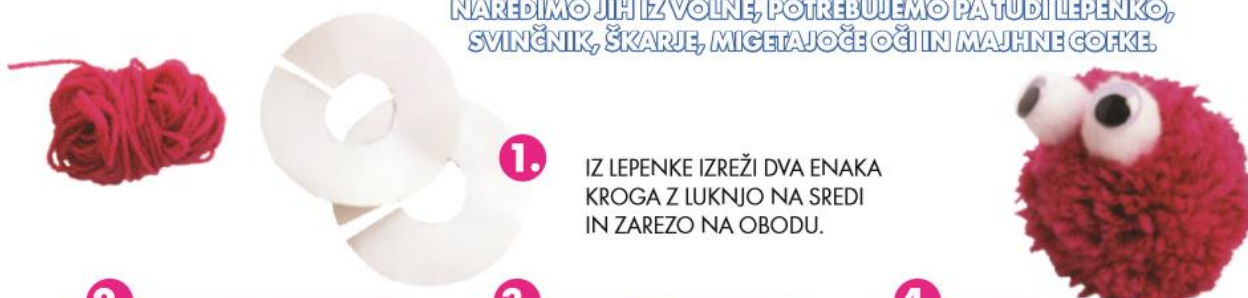 NAREDIMO JIH IZ VOLNE, POTREBUJEMO PA TUDI LEPENKO,
SVINČNIK, ŠKARJE, MIGETAJOČE OČI IN MAJHNE COFKE.
1.
IZ LEPENKE IZREŽI DVA ENAKA
KROGA Z LUKNJO NA SREDI
IN ZAREZO NA OBODU.
2. 3. 4.